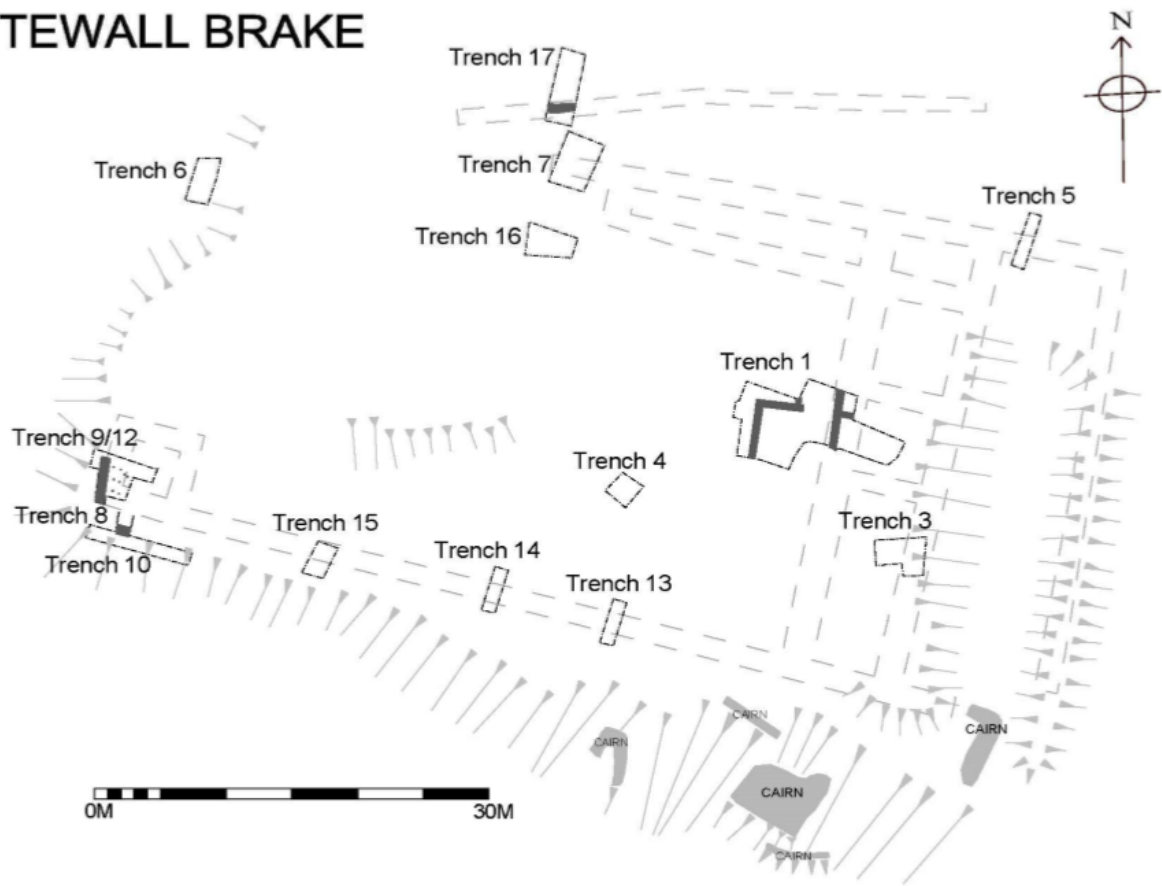 TEWALL BRAKE
N
Trench 17
Trench 6
Trench 7
Trench 5
Trench 16
Trench 1
Trench 9/12
Trench 4
Trench 8
Trench 15
Trench 3
Trench 14
Trench 10
Trench 13
CAIRN
CAIRN
CAIRN
CAIRN
CAIRN
0M
30M